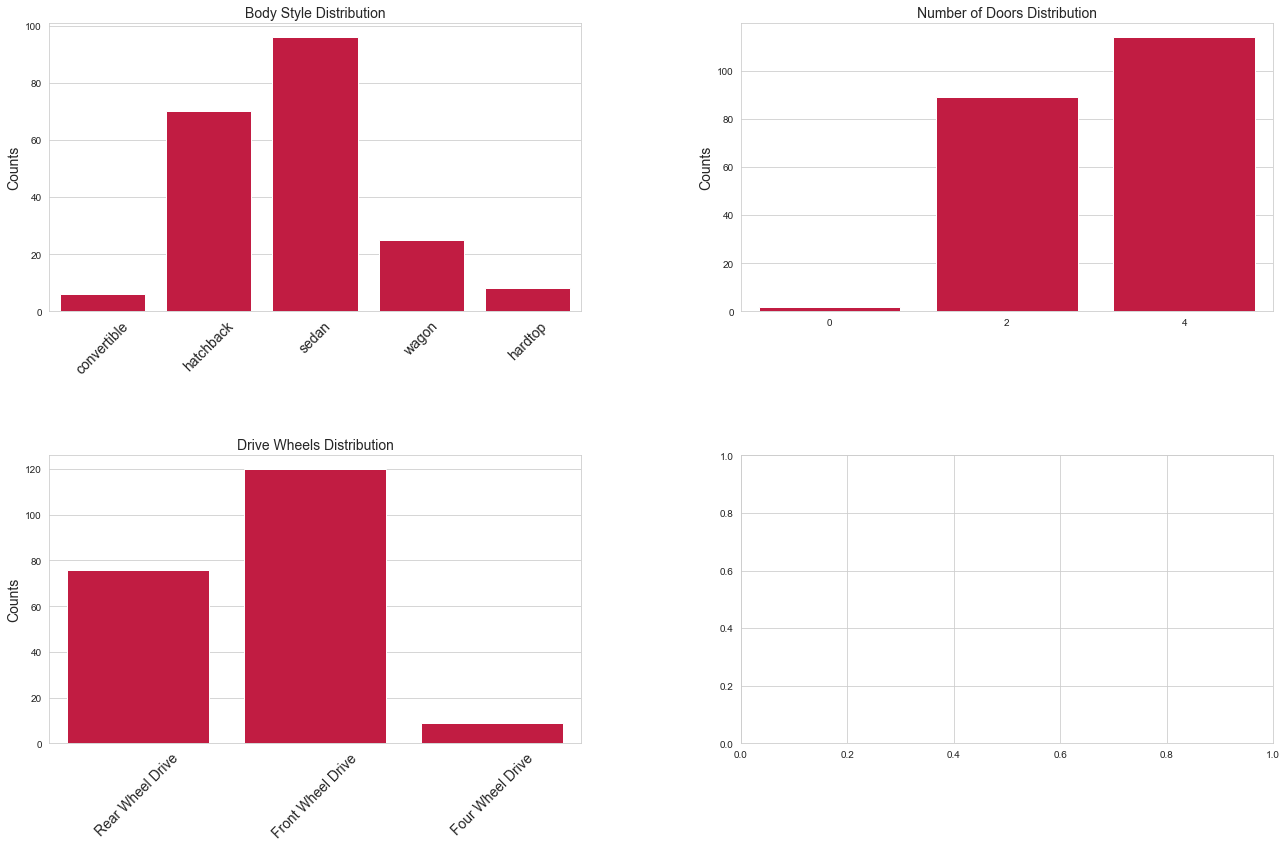 Body Style Distribution
Counts
100
80
60
40
20
0
convertible
hatchback
sedan
wagon
hardtop
Number of Doors Distribution
Counts
100
80
60
40
20
0
0
2
4
Drive Wheels Distribution
Counts
120
100
80
60
40
20
0
Rear Wheel Drive
Front Wheel Drive
Four Wheel Drive
1.0
0.8
0.6
0.4
0.2
0.0
0.0
0.2
0.4
0.6
0.8
1.0